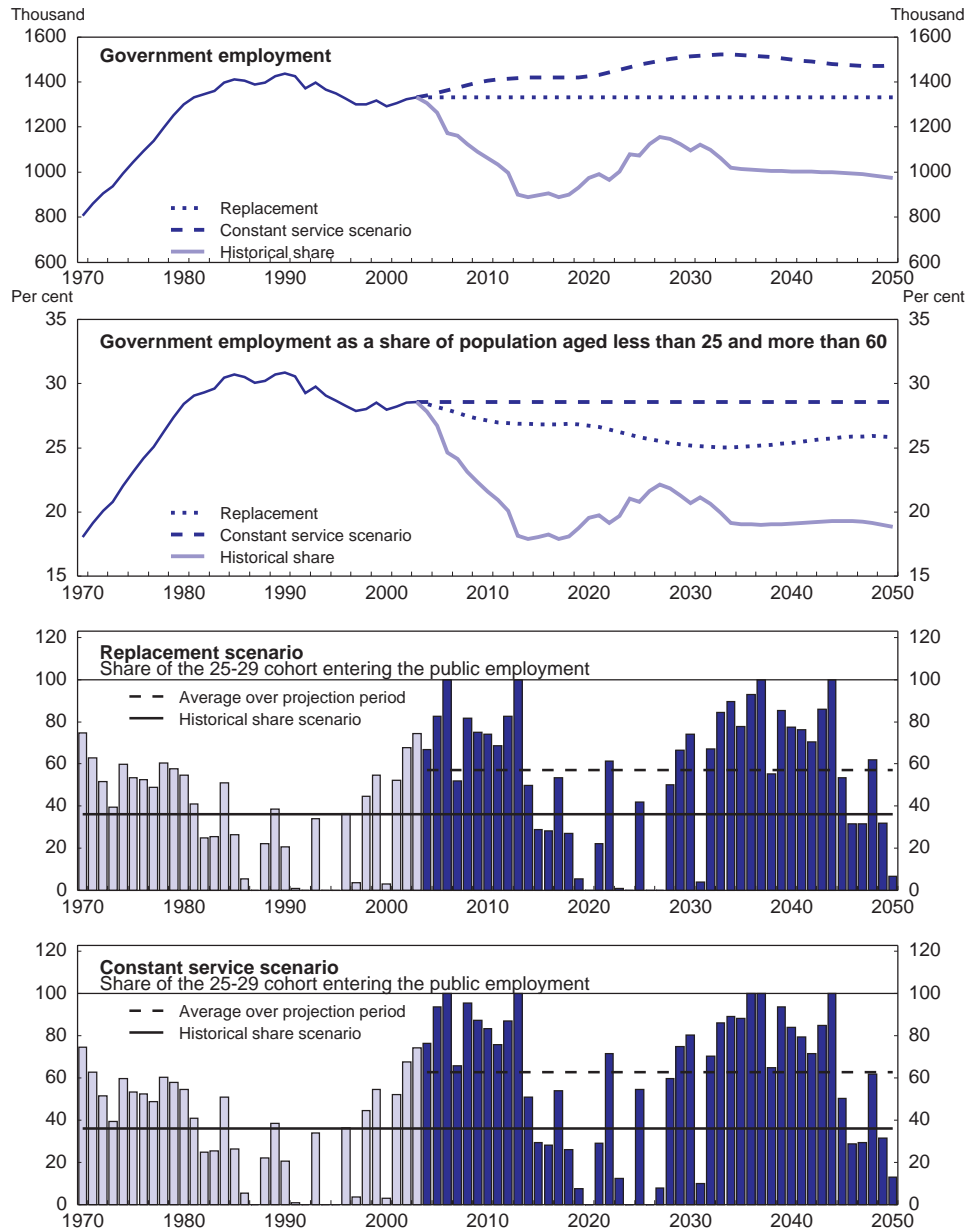 Thousand Thousand
1600 1600
Government employment
1400 1400
1200 1200
1000 1000
Replacement
800 800
Constant service scenario
Historical share
600 600
1970 1980 1990 2000 2010 2020 2030 2040 2050
Per cent Per cent
35 35
Government employment as a share of population aged less than 25 and more than 60
30 30
25 25
20 20
Replacement
Constant service scenario
Historical share
15 15
1970 1980 1990 2000 2010 2020 2030 2040 2050
120 120
Replacement scenario
Share of the 25-29 cohort entering the public employment
100 100
Average over projection period
Historical share scenario
80 80
60 60
40 40
20 20
0 0
1970 1980 1990 2000 2010 2020 2030 2040 2050
120 120
Constant service scenario
Share of the 25-29 cohort entering the public employment
100 100
Average over projection period
Historical share scenario
80 80
60 60
40 40
20 20
0 0
1970 1980 1990 2000 2010 2020 2030 2040 2050